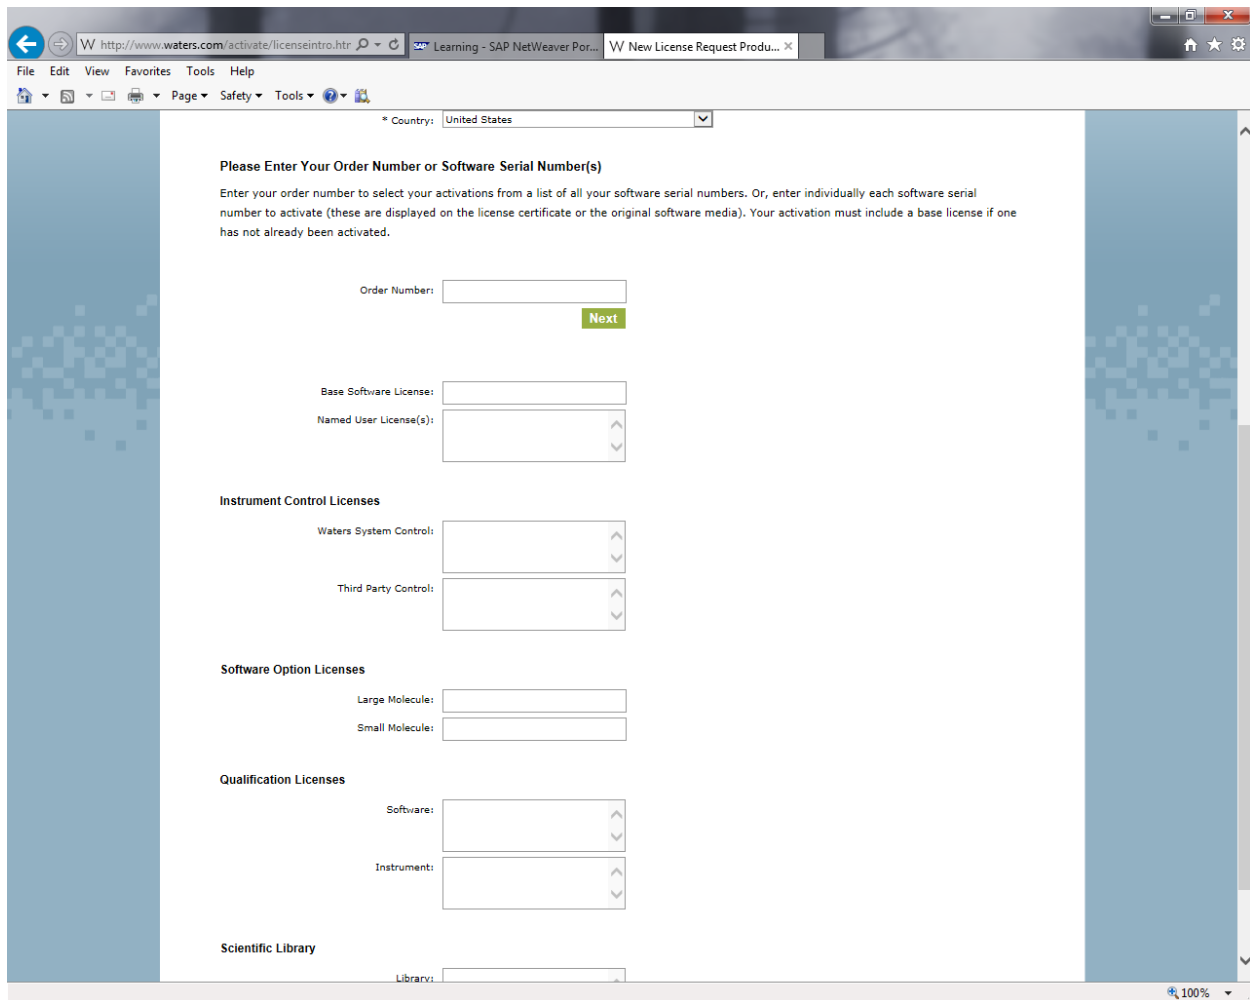 http://www.waters.com/activate/licenseintro.htr
SAP Learning - SAP NetWeaver Por...
W New License Request Produ...
File Edit View Favorites Tools Help
Page Safety Tools
* Country: United States
Please Enter Your Order Number or Software Serial Number(s)
Enter your order number to select your activations from a list of all your software serial numbers. Or, enter individually each software serial
number to activate (these are displayed on the license certificate or the original software media). Your activation must include a base license if one
has not already been activated.
Order Number:
Next
Base Software License:
Named User License(s):
Instrument Control Licenses
Waters System Control:
Third Party Control:
Software Option Licenses
Large Molecule:
Small Molecule:
Qualification Licenses
Software:
Instrument:
Scientific Library
Library:
100%